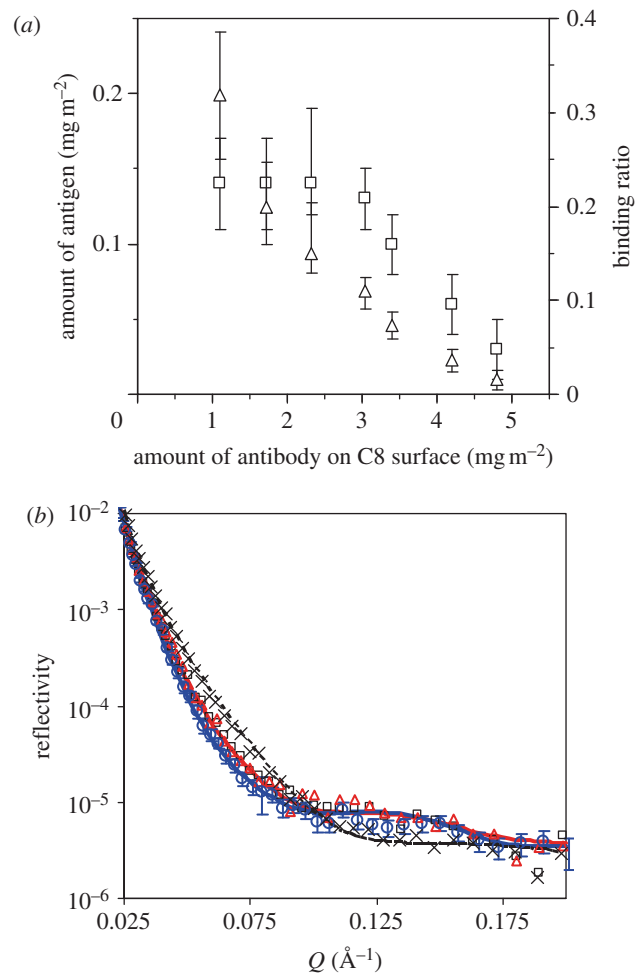 (a)
0.2
0.1
amount of antigen (mg m⁻²)
0.4
0.3
0.2
0.1
0
binding ratio
0 1 2 3 4 5
amount of antibody on C8 surface (mg m⁻²)
(b)
10⁻²
10⁻³
10⁻⁴
10⁻⁵
10⁻⁶
reflectivity
0.025 0.075 0.125 0.175
Q (Å⁻¹)